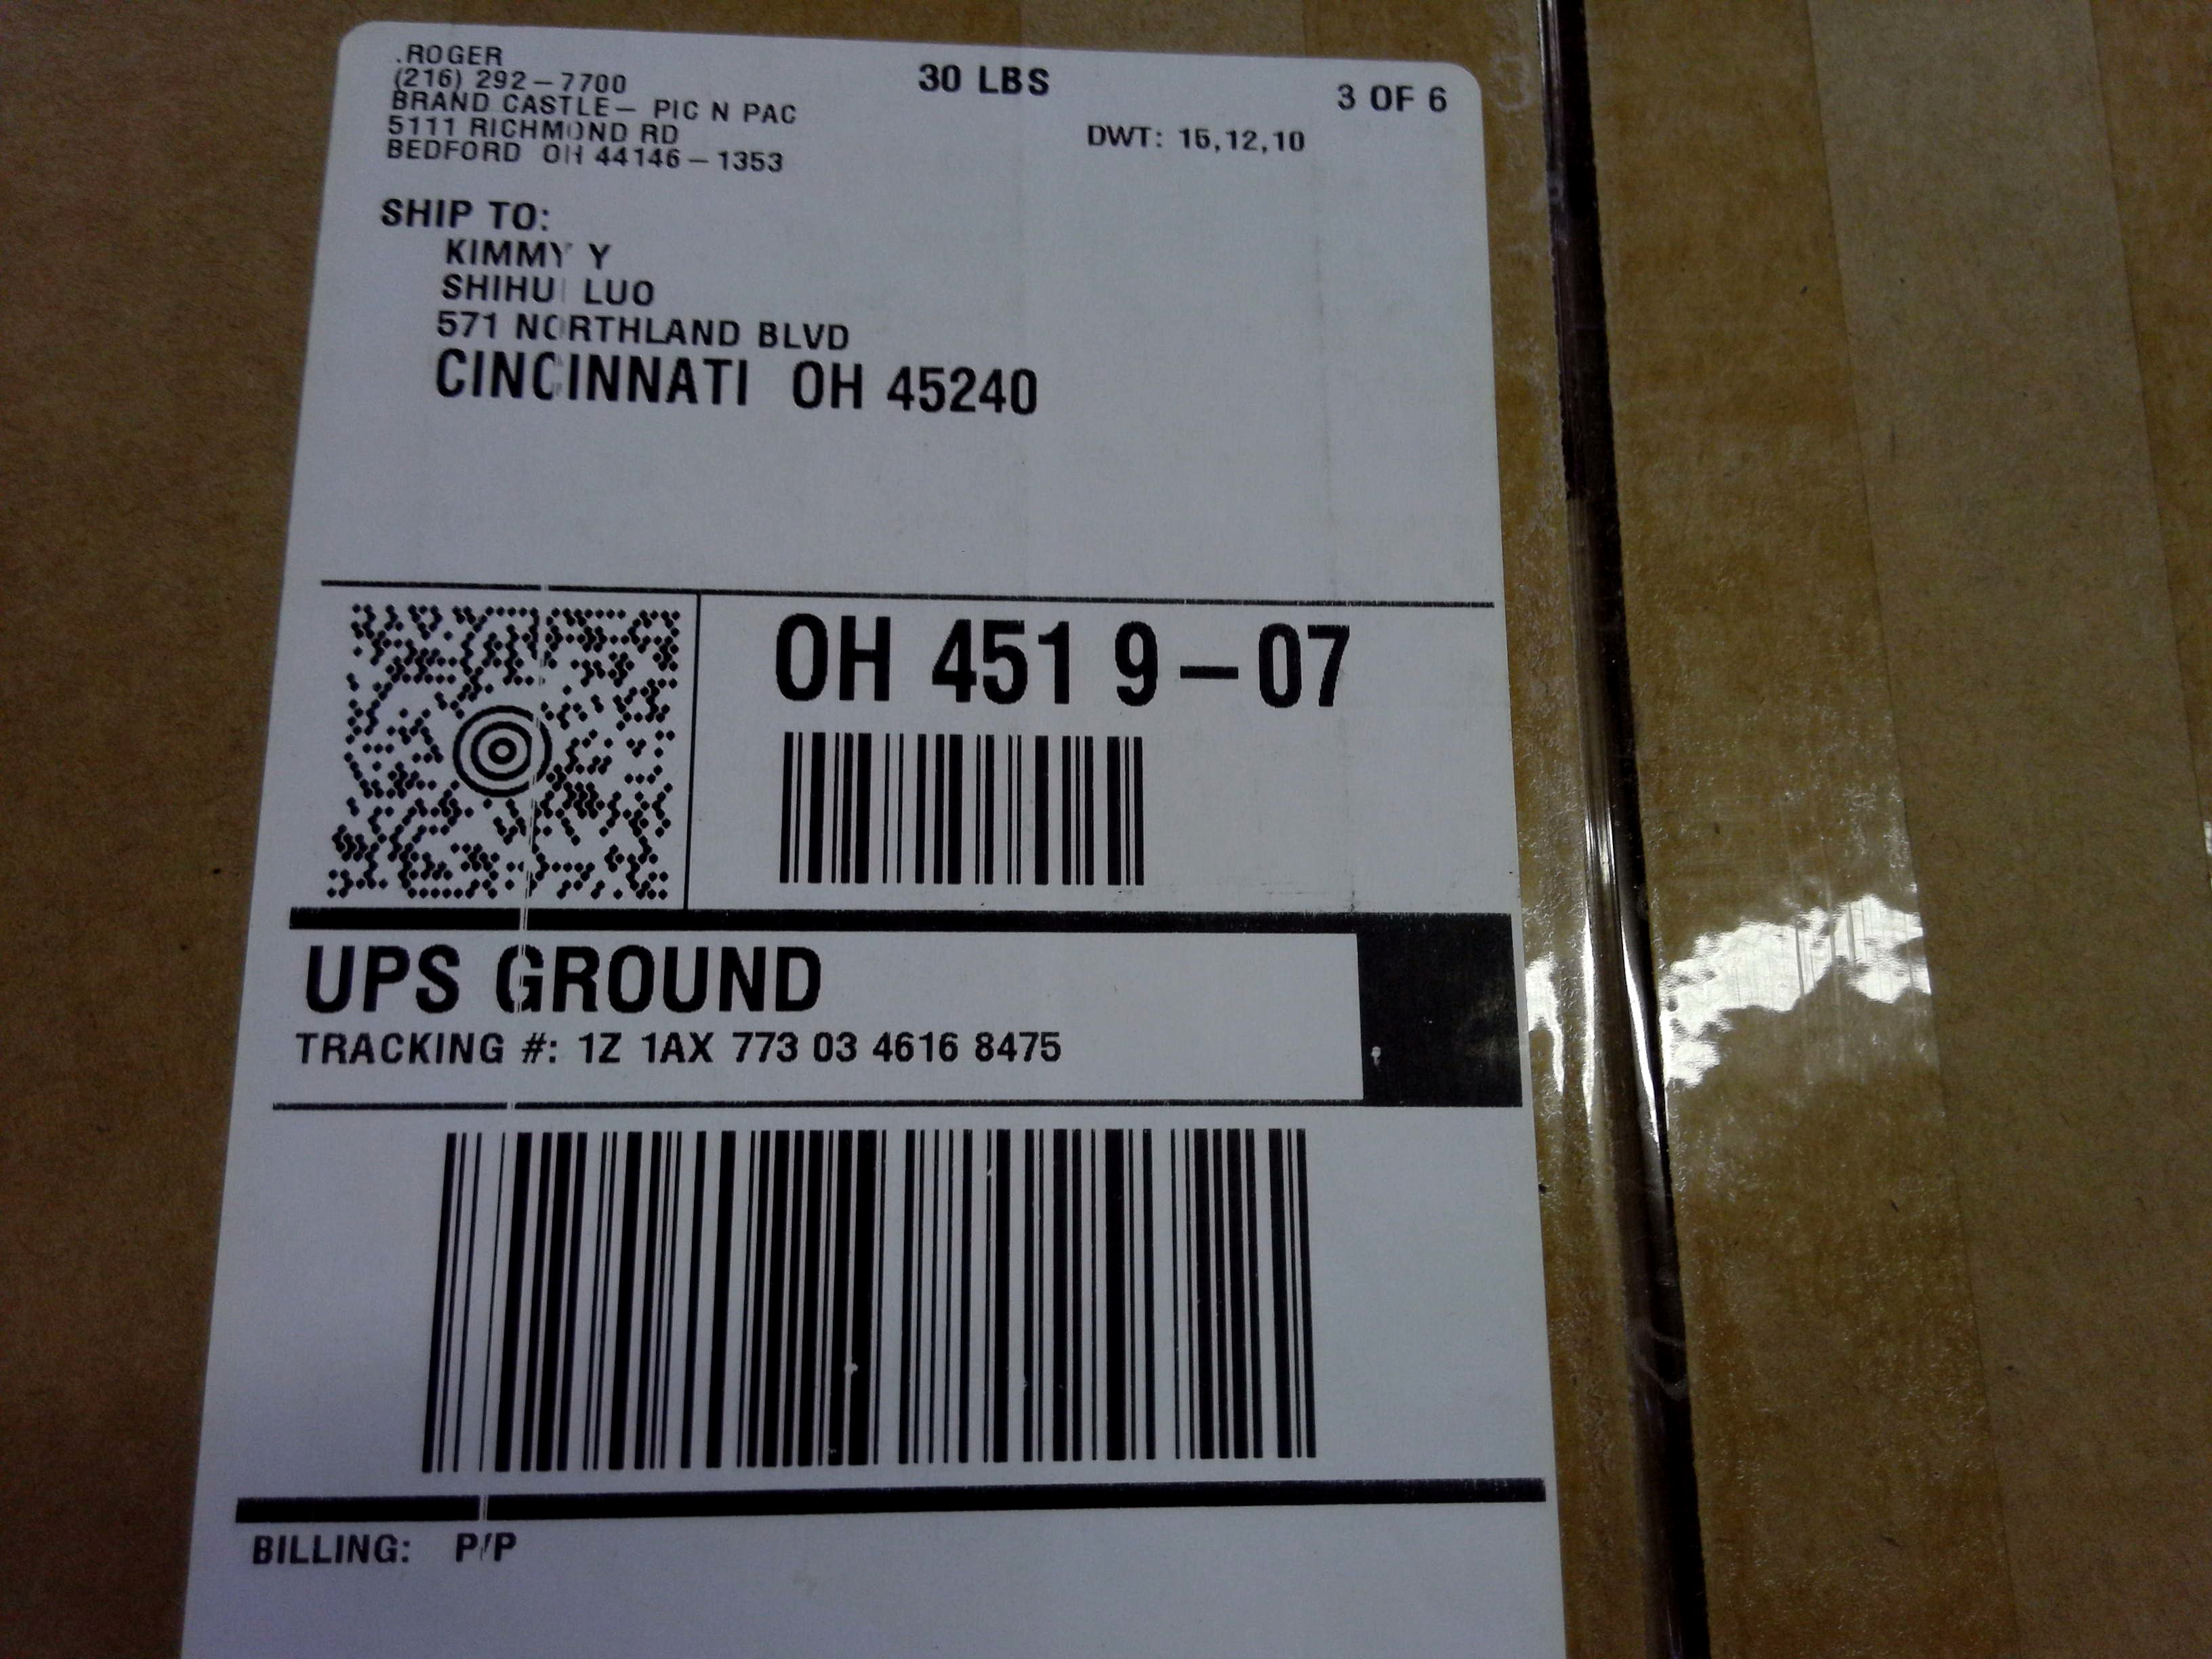 .ROGER
(216) 292-7700
BRAND CASTLE- PIC N PAC
5111 RICHMOND RD
BEDFORD OH 44146-1353
30 LBS
3 OF 6
DWT: 15,12,10
SHIP TO:
KIMMY Y
SHIHUI LUO
571 NORTHLAND BLVD
CINCINNATI OH 45240
OH 451 9-07
UPS GROUND
TRACKING #: 1Z 1AX 773 03 4616 8475
BILLING: P/P